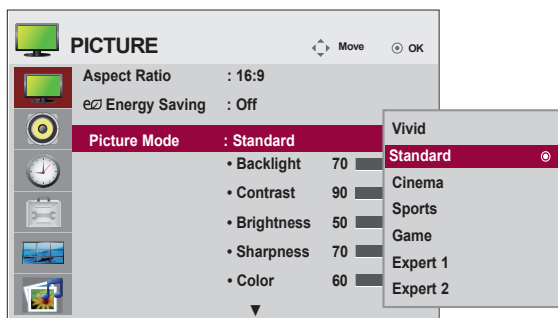 PICTURE
Move
OK
Aspect Ratio : 16:9
Energy Saving : Off
Picture Mode : Standard
• Backlight 70
• Contrast 90
• Brightness 50
• Sharpness 70
• Color 60
▼
Vivid
Standard
Cinema
Sports
Game
Expert 1
Expert 2